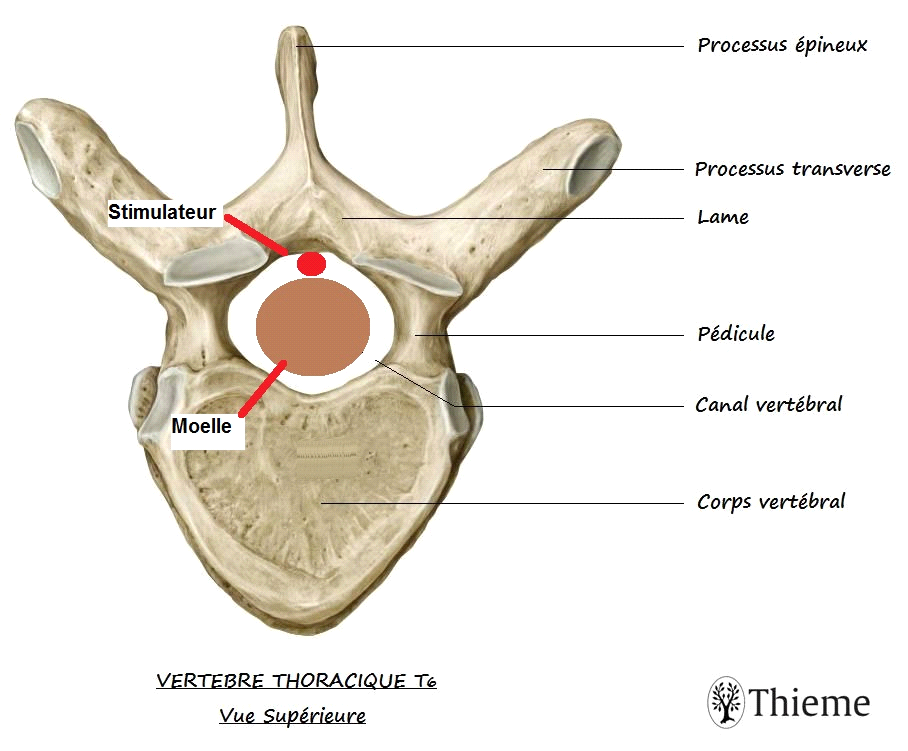 Processus épineux
Processus transverse
Stimulateur
Lame
Pédicule
Canal vertébral
Moelle
Corps vertébral
VERTEBRE THORACIQUE T6
Vue Supérieure
Thieme